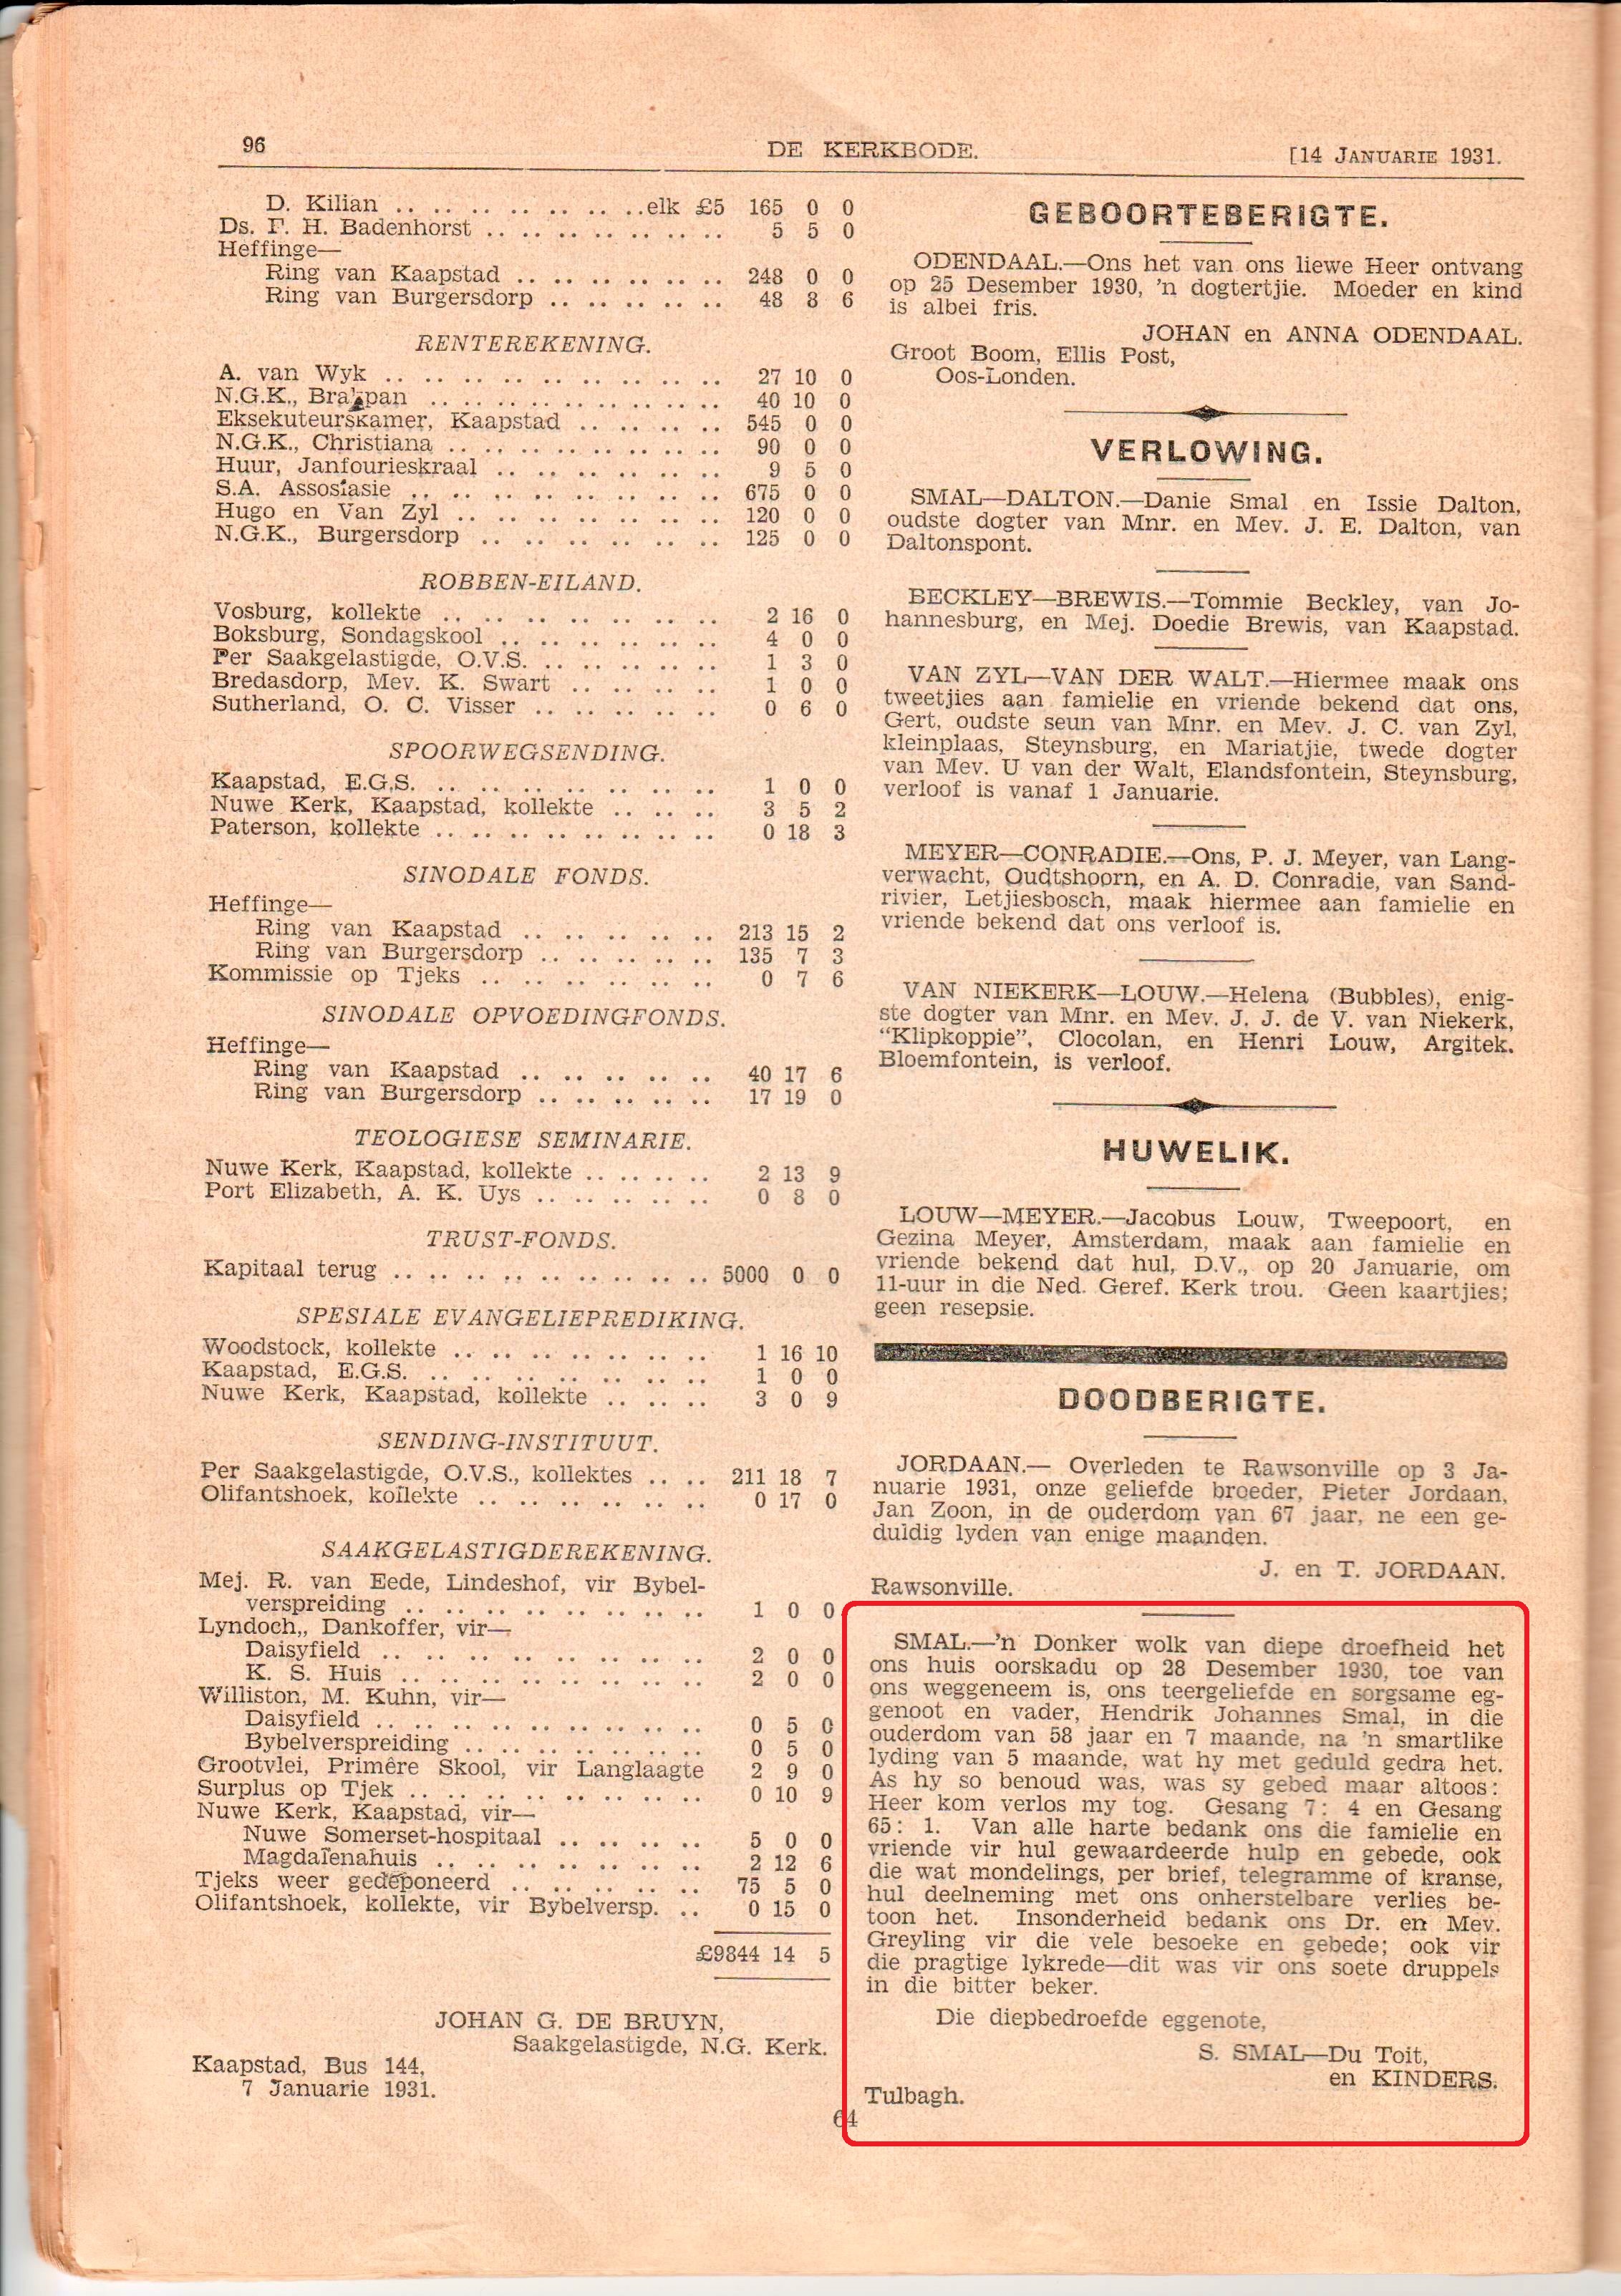 96
DE KERKBODE.
[14 JANUARIE 1931.
D. Kilian .. .. .. .. .. .. ..elk £5 165 0 0
Ds. F. H. Badenhorst .. .. .. .. .. .. .. 5 5 0
Heffinge—
Ring van Kaapstad .. .. .. .. .. .. 248 0 0
Ring van Burgersdorp .. .. .. .. .. 48 8 6
RENTEREKENING.
A. van Wyk .. .. .. .. .. .. .. .. .. 27 10 0
N.G.K., Brakpan .. .. .. .. .. .. .. .. 40 10 0
Eksekuteurskamer, Kaapstad .. .. .. .. 545 0 0
N.G.K., Christiana .. .. .. .. .. .. .. 90 0 0
Huur, Janfourieskraal .. .. .. .. .. .. 9 5 0
S.A. Assosiasie .. .. .. .. .. .. .. .. 675 0 0
Hugo en Van Zyl .. .. .. .. .. .. .. 120 0 0
N.G.K., Burgersdorp .. .. .. .. .. .. 125 0 0
ROBBEN-EILAND.
Vosburg, kollekte .. .. .. .. .. .. .. 2 16 0
Boksburg, Sondagskool .. .. .. .. .. .. 4 0 0
Per Saakgelastigde, O.V.S. .. .. .. .. .. 1 3 0
Bredasdorp, Mev. K. Swart .. .. .. .. 1 0 0
Sutherland, O. C. Visser .. .. .. .. .. 0 6 0
SPOORWEGSENDING.
Kaapstad, E.G.S. .. .. .. .. .. .. .. 1 0 0
Nuwe Kerk, Kaapstad, kollekte .. .. .. 3 5 2
Paterson, kollekte .. .. .. .. .. .. .. 0 18 3
SINODALE FONDS.
Heffinge—
Ring van Kaapstad .. .. .. .. .. .. 213 15 2
Ring van Burgersdorp .. .. .. .. .. 135 7 3
Kommissie op Tjeks .. .. .. .. .. .. 0 7 6
SINODALE OPVOEDINGFONDS.
Heffinge—
Ring van Kaapstad .. .. .. .. .. .. 40 17 6
Ring van Burgersdorp .. .. .. .. .. 17 19 0
TEOLOGIESE SEMINARIE.
Nuwe Kerk, Kaapstad, kollekte .. .. .. .. 2 13 9
Port Elizabeth, A. K. Uys .. .. .. .. .. 0 8 0
TRUST-FONDS.
Kapitaal terug .. .. .. .. .. .. .. .. .. 5000 0 0
SPESIALE EVANGELIEPREDIKING.
Woodstock, kollekte .. .. .. .. .. .. .. 1 16 10
Kaapstad, E.G.S. .. .. .. .. .. .. .. 1 0 0
Nuwe Kerk, Kaapstad, kollekte .. .. .. 3 0 9
SENDING-INSTITUUT.
Per Saakgelastigde, O.V.S., kollektes .. .. 211 18 7
Olifantshoek, kollekte .. .. .. .. .. .. 0 17 0
SAAKGELASTIGDEREKENING.
Mej. R. van Eede, Lindeshof, vir Bybel-
verspreiding .. .. .. .. .. .. .. .. 1 0 0
Lyndoch,, Dankoffer, vir—
Daisyfield .. .. .. .. .. .. .. .. 2 0 0
K. S. Huis .. .. .. .. .. .. .. .. 2 0 0
Williston, M. Kuhn, vir—
Daisyfield .. .. .. .. .. .. .. .. 0 5 0
Bybelverspreiding .. .. .. .. .. .. 0 5 0
Grootvlei, Primêre Skool, vir Langlaagte 2 9 0
Surplus op Tjek .. .. .. .. .. .. .. .. 0 10 9
Nuwe Kerk, Kaapstad, vir—
Nuwe Somerset-hospitaal .. .. .. .. 5 0 0
Magdalenahuis .. .. .. .. .. .. .. 2 12 6
Tjeks weer gedeponeerd .. .. .. .. .. .. 75 5 0
Olifantshoek, kollekte, vir Bybelversp. .. 0 15 0
£9844 14 5
JOHAN G. DE BRUYN,
Saakgelastigde, N.G. Kerk.
Kaapstad, Bus 144,
7 Januarie 1931.
GEBOORTEBERIGTE.
ODENDAAL.—Ons het van ons liewe Heer ontvang
op 25 Desember 1930, 'n dogtertjie. Moeder en kind
is albei fris.
JOHAN en ANNA ODENDAAL.
Groot Boom, Ellis Post,
Oos-Londen.
VERLOWING.
SMAL—DALTON.—Danie Smal en Issie Dalton,
oudste dogter van Mnr. en Mev. J. E. Dalton, van
Daltonspont.
BECKLEY—BREWIS.—Tommie Beckley, van Jo-
hannesburg, en Mej. Doedie Brewis, van Kaapstad.
VAN ZYL—VAN DER WALT.—Hiermee maak ons
tweetjies aan famielie en vriende bekend dat ons,
Gert, oudste seun van Mnr. en Mev. J. C. van Zyl,
kleinplaas, Steynsburg, en Mariatjie, twede dogter
van Mev. U van der Walt, Elandsfontein, Steynsburg,
verloof is vanaf 1 Januarie.
MEYER—CONRADIE.—Ons, P. J. Meyer, van Lang-
verwacht, Oudtshoorn, en A. D. Conradie, van Sand-
rivier, Letjiesbosch, maak hiermee aan famielie en
vriende bekend dat ons verloof is.
VAN NIEKERK—LOUW.—Helena (Bubbles), enig-
ste dogter van Mnr. en Mev. J. J. de V. van Niekerk,
"Klipkoppie", Clocolan, en Henri Louw, Argitek.
Bloemfontein, is verloof.
HUWELIK.
LOUW—MEYER.—Jacobus Louw, Tweepoort, en
Gezina Meyer, Amsterdam, maak aan famielie en
vriende bekend dat hul, D.V., op 20 Januarie, om
11-uur in die Ned. Geref. Kerk trou. Geen kaartjies;
geen resepsie.
DOODBERIGTE.
JORDAAN.— Overleden te Rawsonville op 3 Ja-
nuarie 1931, onze geliefde broeder, Pieter Jordaan,
Jan Zoon, in de ouderdom van 67 jaar, ne een ge-
duldig lyden van enige maanden.
J. en T. JORDAAN.
Rawsonville.
SMAL.—'n Donker wolk van diepe droefheid het
ons huis oorskadu op 28 Desember 1930, toe van
ons weggeneem is, ons teergeliefde en sorgsame eg-
genoot en vader, Hendrik Johannes Smal, in die
ouderdom van 58 jaar en 7 maande, na 'n smartlike
lyding van 5 maande, wat hy met geduld gedra het.
As hy so benoud was, was sy gebed maar altoos:
Heer kom verlos my tog. Gesang 7: 4 en Gesang
65: 1. Van alle harte bedank ons die famielie en
vriende vir hul gewaardeerde hulp en gebede, ook
die wat mondelings, per brief, telegramme of kranse,
hul deelneming met ons onherstelbare verlies be-
toon het. Insonderheid bedank ons Dr. en Mev.
Greyling vir die vele besoeke en gebede; ook vir
die pragtige lykrede—dit was vir ons soete druppels
in die bitter beker.
Die diepbedroefde eggenote,
S. SMAL—Du Toit,
en KINDERS.
Tulbagh.
64